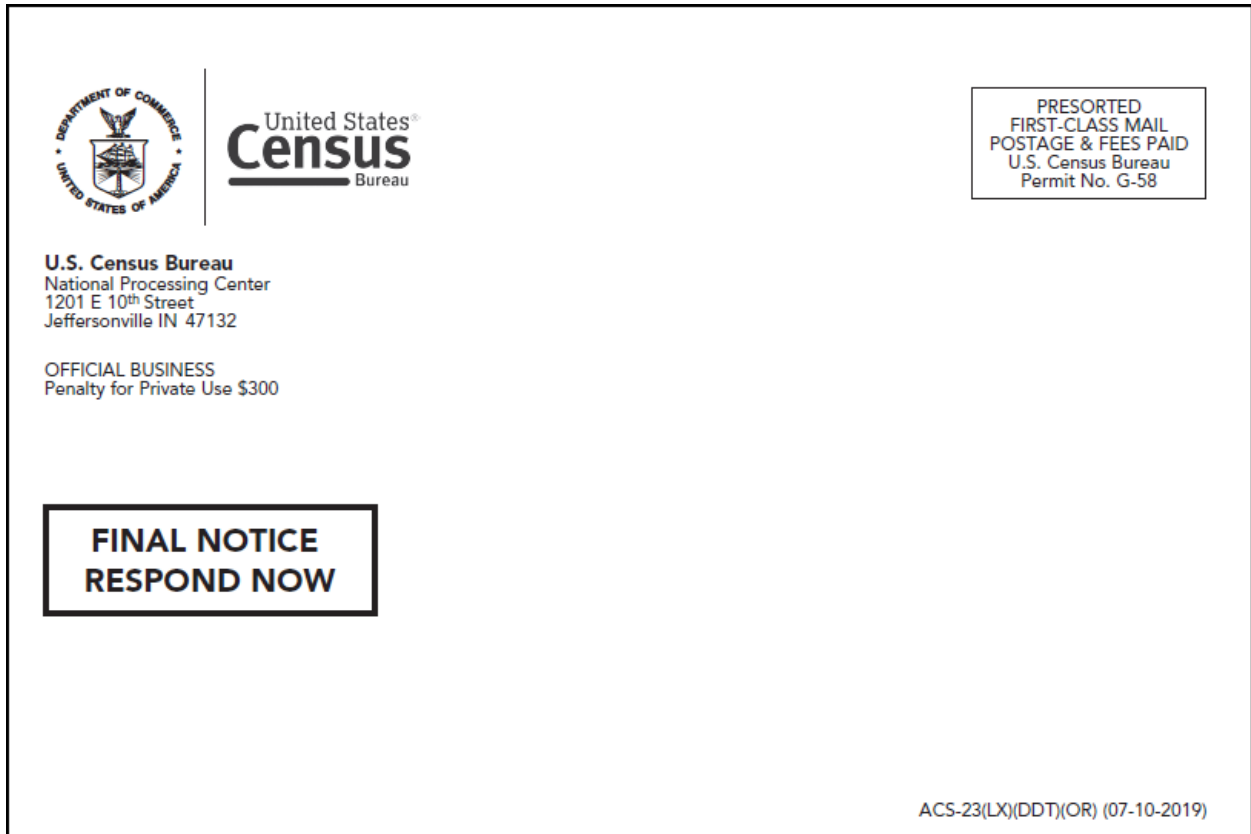 DEPARTMENT OF COMMERCE
UNITED STATES OF AMERICA
United States®
Census
Bureau
PRESORTED
FIRST-CLASS MAIL
POSTAGE & FEES PAID
U.S. Census Bureau
Permit No. G-58
U.S. Census Bureau
National Processing Center
1201 E 10th Street
Jeffersonville IN 47132
OFFICIAL BUSINESS
Penalty for Private Use $300
FINAL NOTICE
RESPOND NOW
ACS-23(LX)(DDT)(OR) (07-10-2019)